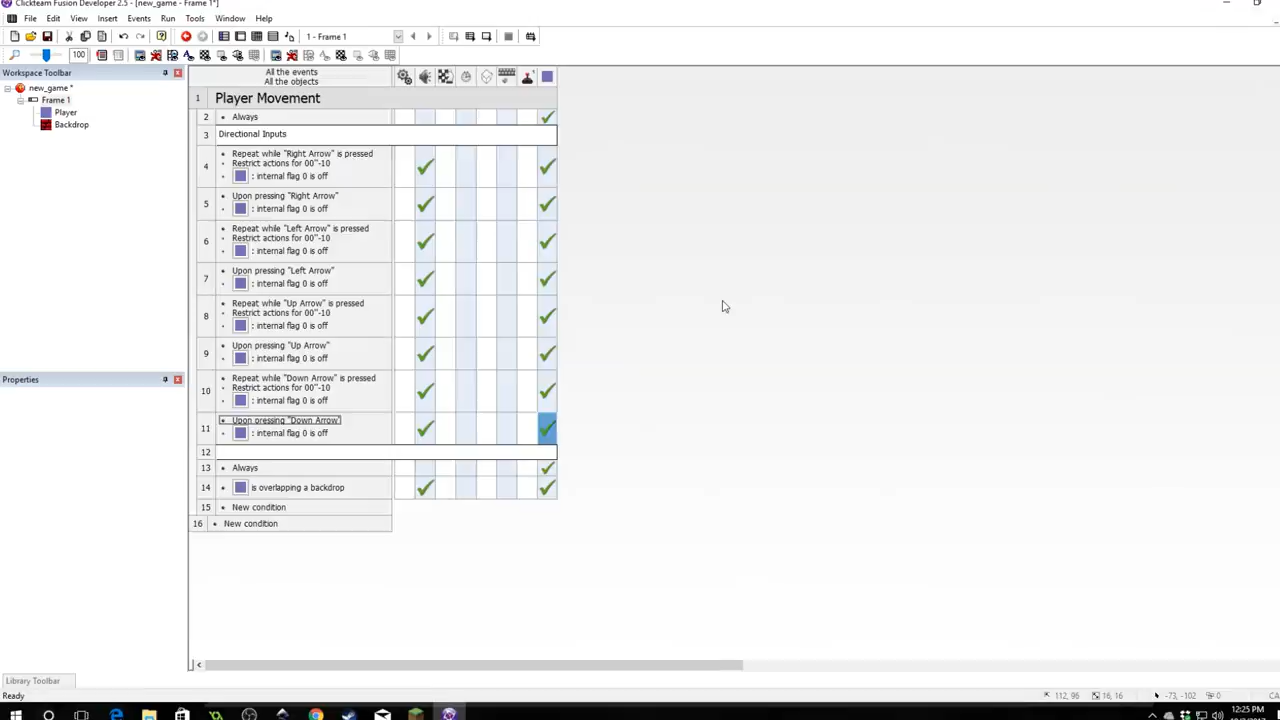 Clickteam Fusion Developer 2.5 - [new_game - Frame 1*]
File Edit View Insert Events Run Tools Window Help
1 - Frame 1
100
Workspace Toolbar
new_game *
Frame 1
Player
Backdrop
Properties
Library Toolbar
All the events
All the objects
1 Player Movement
2 Always
3 Directional Inputs
4 Repeat while "Right Arrow" is pressed
Restrict actions for 00"-10
: internal flag 0 is off
5 Upon pressing "Right Arrow"
: internal flag 0 is off
6 Repeat while "Left Arrow" is pressed
Restrict actions for 00"-10
: internal flag 0 is off
7 Upon pressing "Left Arrow"
: internal flag 0 is off
8 Repeat while "Up Arrow" is pressed
Restrict actions for 00"-10
: internal flag 0 is off
9 Upon pressing "Up Arrow"
: internal flag 0 is off
10 Repeat while "Down Arrow" is pressed
Restrict actions for 00"-10
: internal flag 0 is off
11 Upon pressing "Down Arrow"
: internal flag 0 is off
12
13 Always
14 is overlapping a backdrop
15 New condition
16 New condition
Ready
112, 96
16, 16
-73, -102
0
CA
12:25 PM